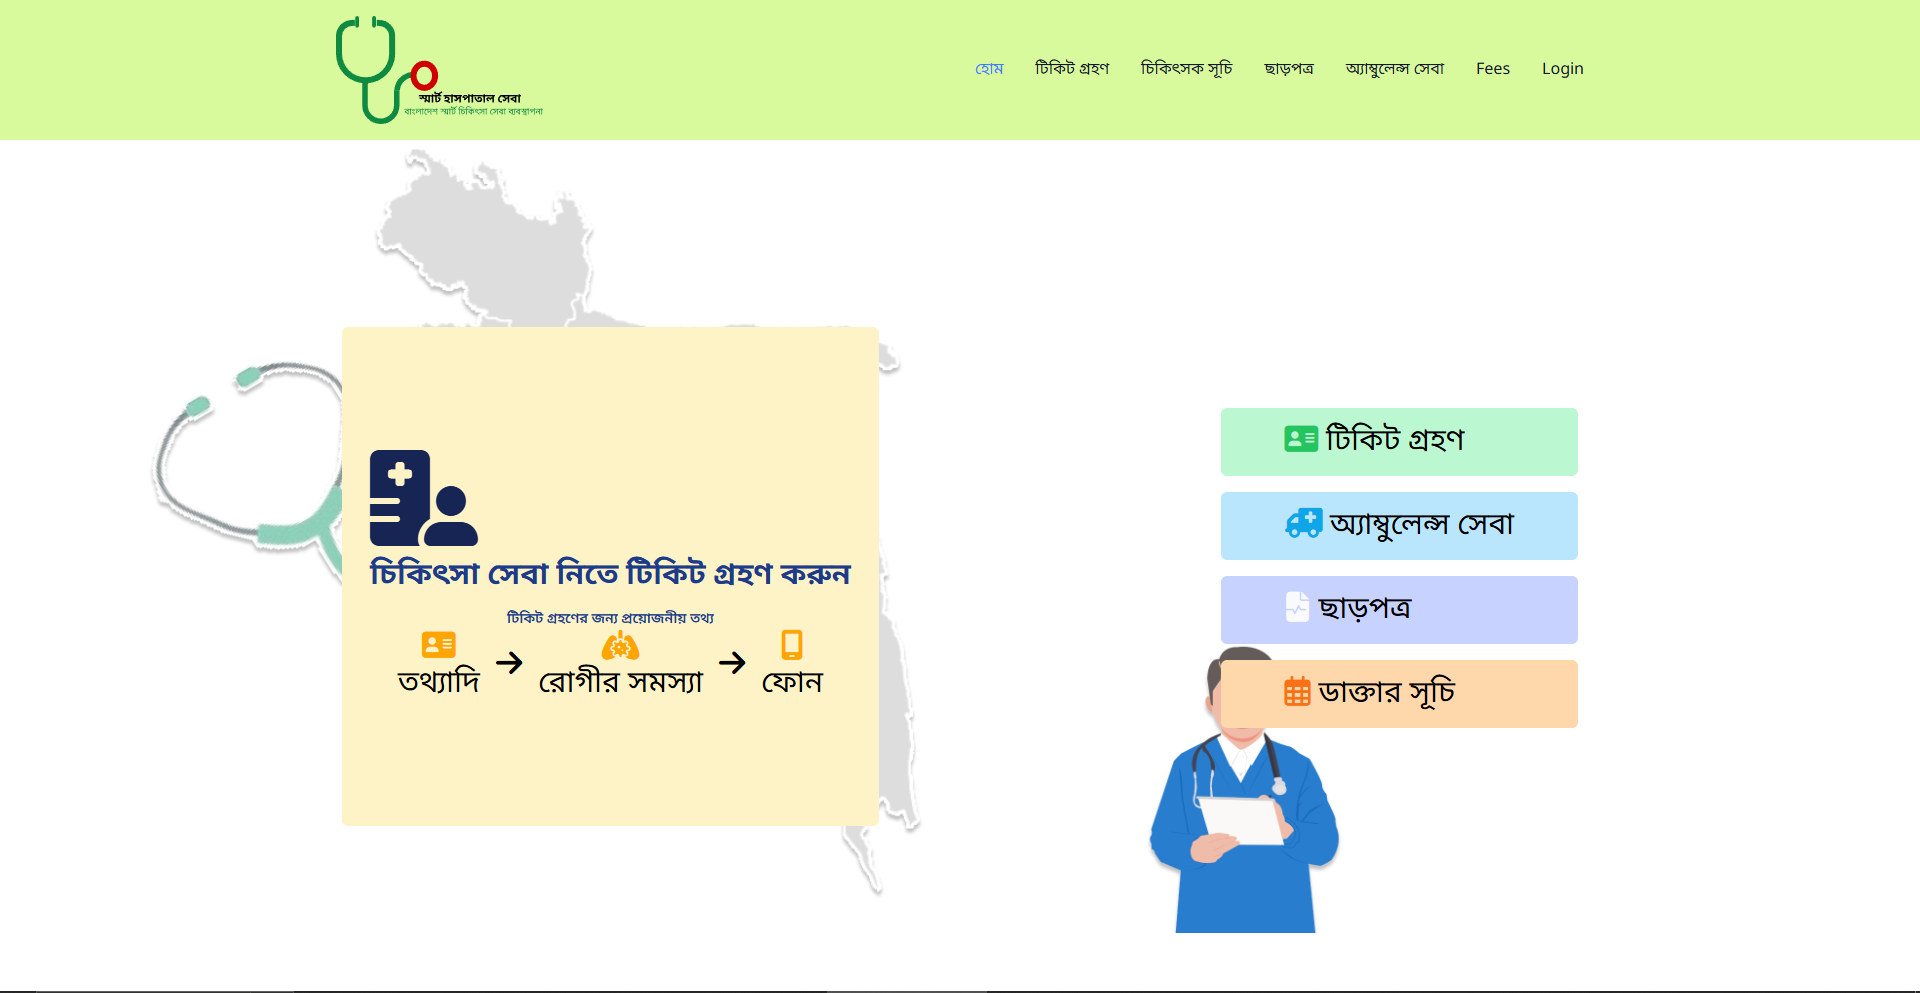 স্মার্ট হাসপাতাল সেবা
বাংলাদেশ স্মার্ট চিকিৎসা সেবা ব্যবস্থাপনা
হোম টিকিট গ্রহণ চিকিৎসক সূচি ছাড়পত্র অ্যাম্বুলেন্স সেবা Fees Login
চিকিৎসা সেবা নিতে টিকিট গ্রহণ করুন
টিকিট গ্রহণের জন্য প্রয়োজনীয় তথ্য
তথ্যাদি → রোগীর সমস্যা → ফোন
টিকিট গ্রহণ
অ্যাম্বুলেন্স সেবা
ছাড়পত্র
ডাক্তার সূচি